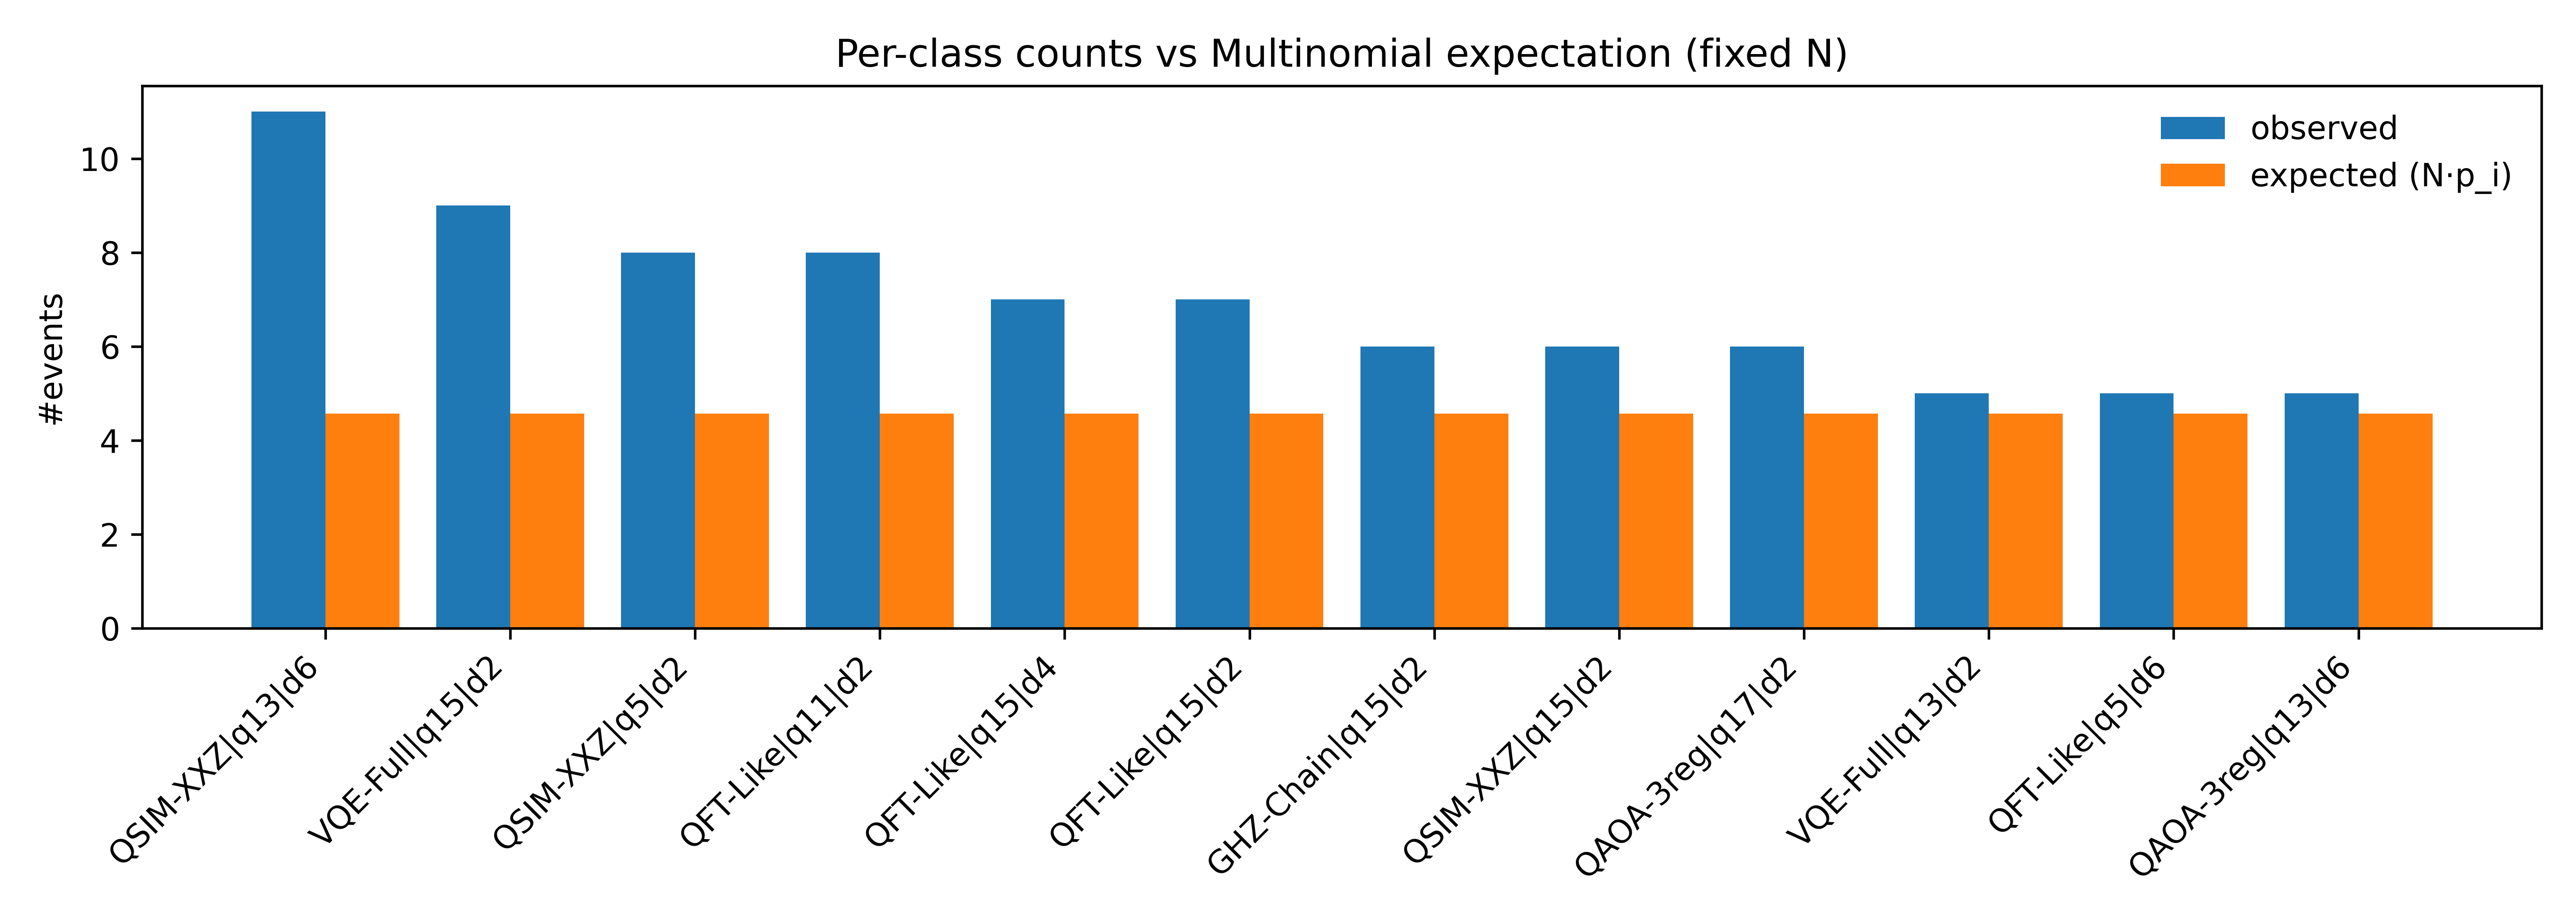 Per-class counts vs Multinomial expectation (fixed N)
observed
expected (N·p_i)
#events
10
8
6
4
2
0
QSIM-XXZ|q13|d6
VQE-Full|q15|d2
QSIM-XXZ|q5|d2
QFT-Like|q11|d2
QFT-Like|q15|d4
QFT-Like|q15|d2
GHZ-Chain|q15|d2
QSIM-XXZ|q15|d2
QAOA-3reg|q17|d2
VQE-Full|q13|d2
QFT-Like|q5|d6
QAOA-3reg|q13|d6